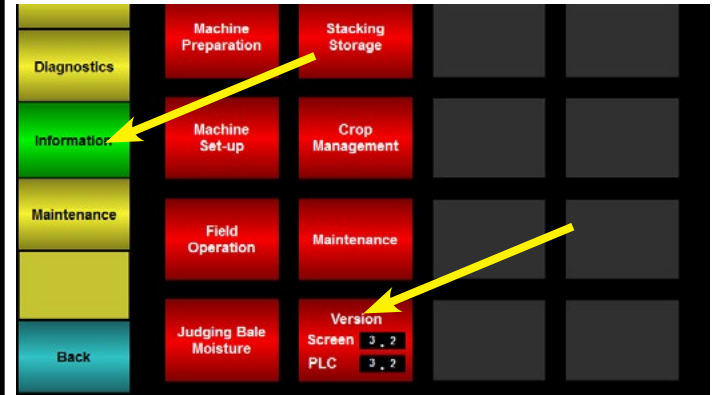 Diagnostics
Information
Maintenance
Back
Machine
Preparation
Stacking
Storage
Machine
Set-up
Crop
Management
Field
Operation
Maintenance
Judging Bale
Moisture
Version
Screen 3.2
PLC 3.2